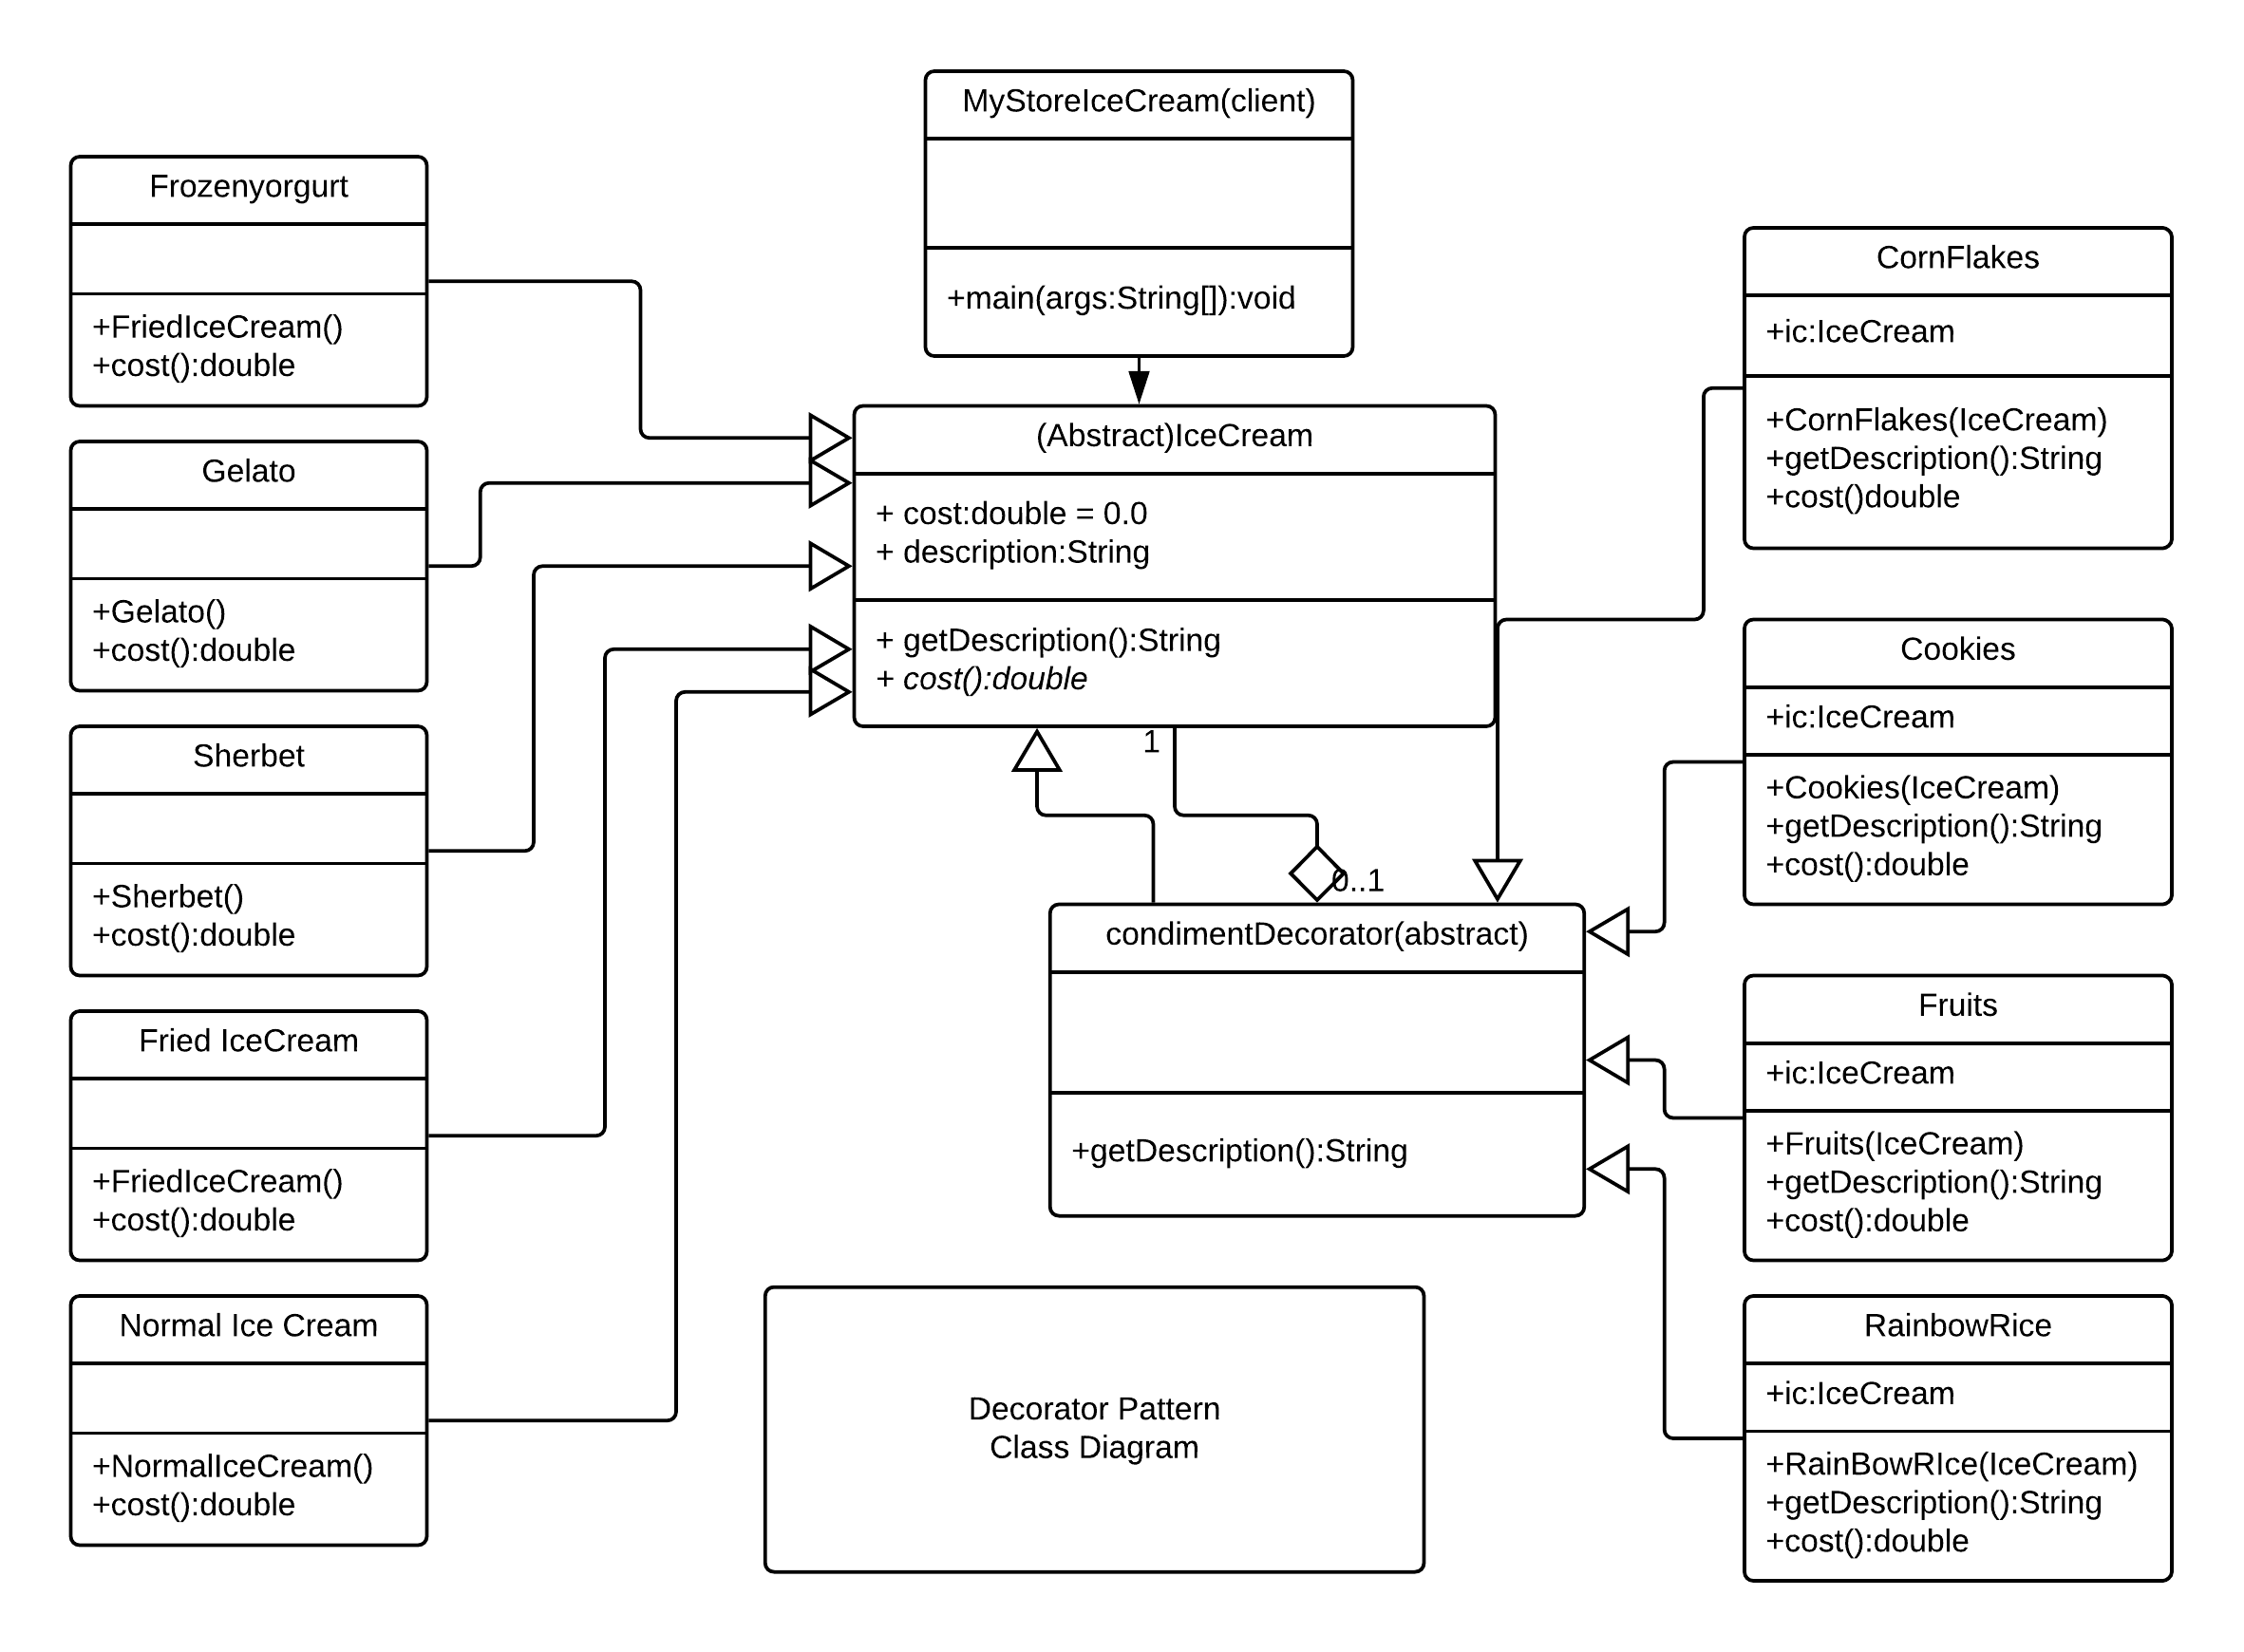 MyStoreIceCream(client)
+main(args:String[]):void
Frozenyorgurt
+FriedIceCream()
+cost():double
Gelato
+Gelato()
+cost():double
Sherbet
+Sherbet()
+cost():double
Fried IceCream
+FriedIceCream()
+cost():double
Normal Ice Cream
+NormalIceCream()
+cost():double
(Abstract)IceCream
+ cost:double = 0.0
+ description:String
+ getDescription():String
+ cost():double
1
0..1
condimentDecorator(abstract)
+getDescription():String
Decorator Pattern
Class Diagram
CornFlakes
+ic:IceCream
+CornFlakes(IceCream)
+getDescription():String
+cost()double
Cookies
+ic:IceCream
+Cookies(IceCream)
+getDescription():String
+cost():double
Fruits
+ic:IceCream
+Fruits(IceCream)
+getDescription():String
+cost():double
RainbowRice
+ic:IceCream
+RainBowRIce(IceCream)
+getDescription():String
+cost():double